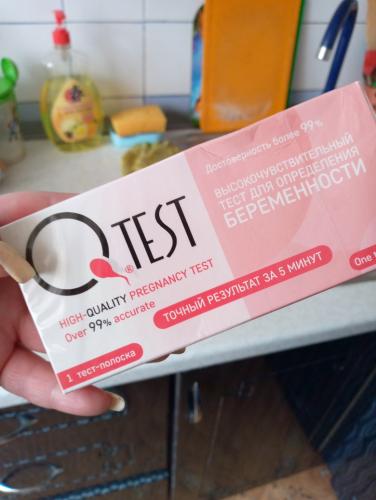 QTEST®
HIGH-QUALITY PREGNANCY TEST
Over 99% accurate
1 тест-полоска
Достоверность более 99%
ВЫСОКОЧУВСТВИТЕЛЬНЫЙ
ТЕСТ ДЛЯ ОПРЕДЕЛЕНИЯ
БЕРЕМЕННОСТИ
ТОЧНЫЙ РЕЗУЛЬТАТ ЗА 5 МИНУТ
One